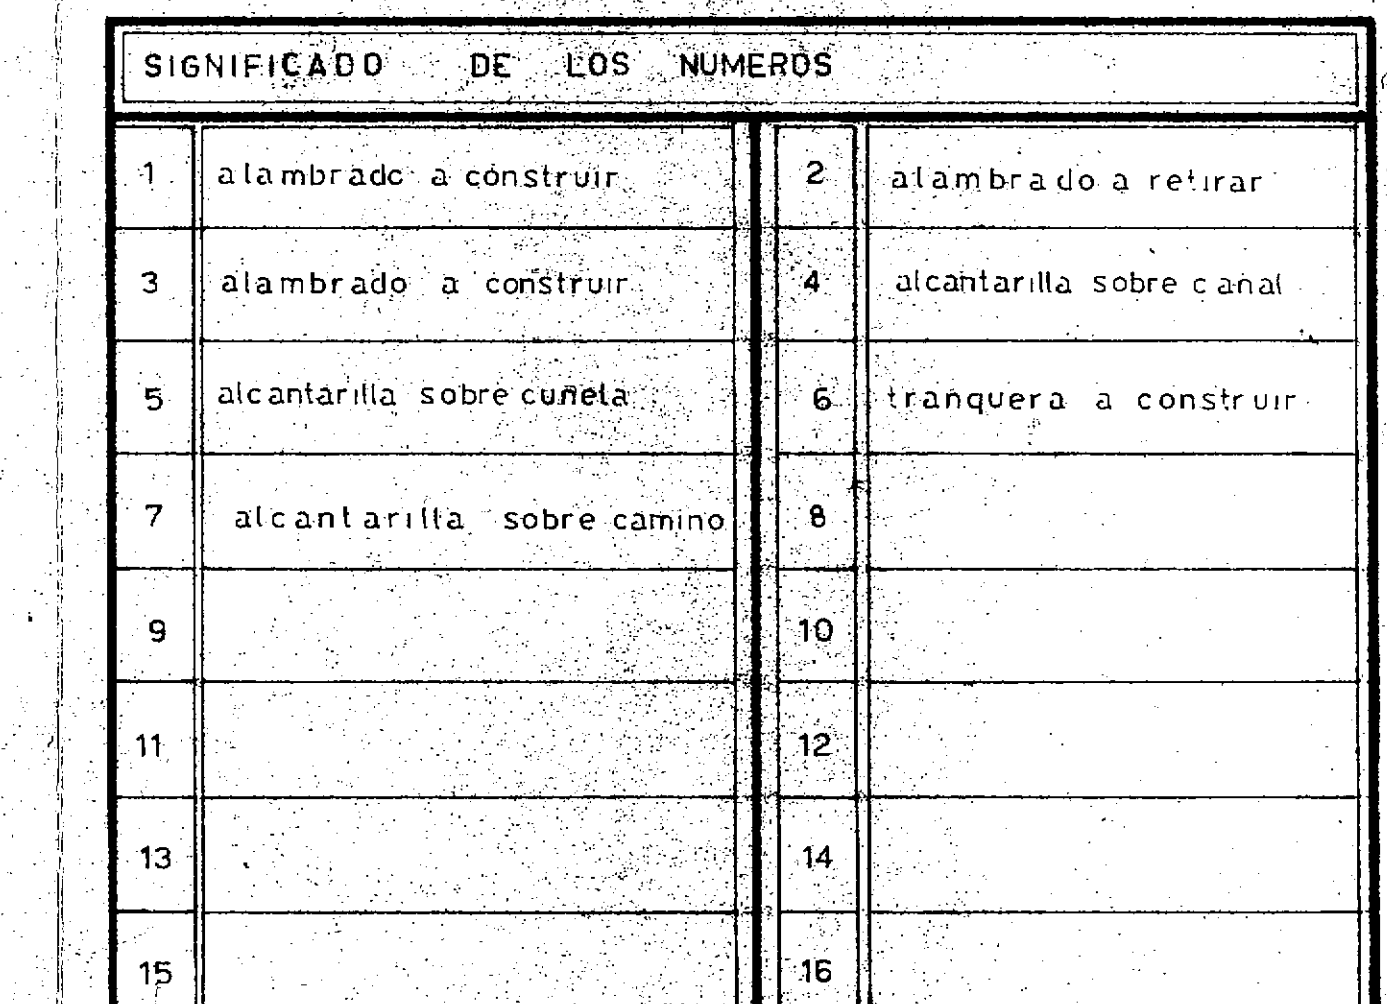 SIGNIFICADO DE LOS NUMEROS
1 alambrado a construir 2 alambrado a retirar
3 alambrado a construir 4 alcantarilla sobre canal
5 alcantarilla sobre cuneta 6 tranquera a construir
7 alcantarilla sobre camino 8
9 10
11 12
13 14
15 16